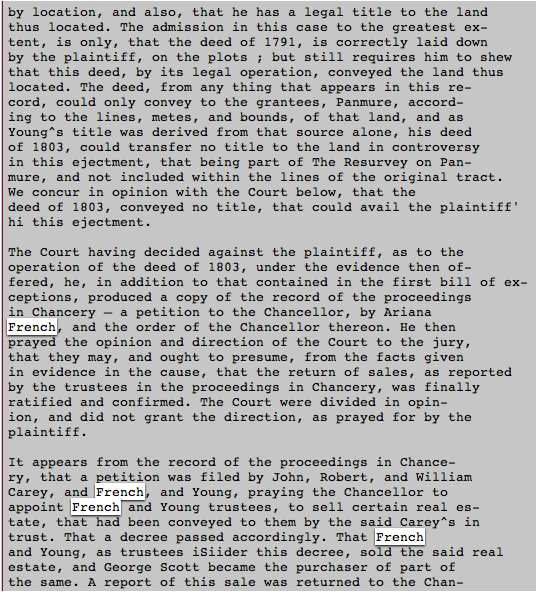 by location, and also, that he has a legal title to the land
thus located. The admission in this case to the greatest ex-
tent, is only, that the deed of 1791, is correctly laid down
by the plaintiff, on the plots ; but still requires him to shew
that this deed, by its legal operation, conveyed the land thus
located. The deed, from any thing that appears in this re-
cord, could only convey to the grantees, Panmure, accord-
ing to the lines, metes, and bounds, of that land, and as
Young^s title was derived from that source alone, his deed
of 1803, could transfer no title to the land in controversy
in this ejectment, that being part of The Resurvey on Pan-
mure, and not included within the lines of the original tract.
We concur in opinion with the Court below, that the
deed of 1803, conveyed no title, that could avail the plaintiff'
hi this ejectment.

The Court having decided against the plaintiff, as to the
operation of the deed of 1803, under the evidence then of-
fered, he, in addition to that contained in the first bill of ex-
ceptions, produced a copy of the record of the proceedings
in Chancery — a petition to the Chancellor, by Ariana
French, and the order of the Chancellor thereon. He then
prayed the opinion and direction of the Court to the jury,
that they may, and ought to presume, from the facts given
in evidence in the cause, that the return of sales, as reported
by the trustees in the proceedings in Chancery, was finally
ratified and confirmed. The Court were divided in opin-
ion, and did not grant the direction, as prayed for by the
plaintiff.

It appears from the record of the proceedings in Chance-
ry, that a petition was filed by John, Robert, and William
Carey, and French, and Young, praying the Chancellor to
appoint French and Young trustees, to sell certain real es-
tate, that had been conveyed to them by the said Carey^s in
trust. That a decree passed accordingly. That French
and Young, as trustees iSiider this decree, sold the said real
estate, and George Scott became the purchaser of part of
the same. A report of this sale was returned to the Chan-